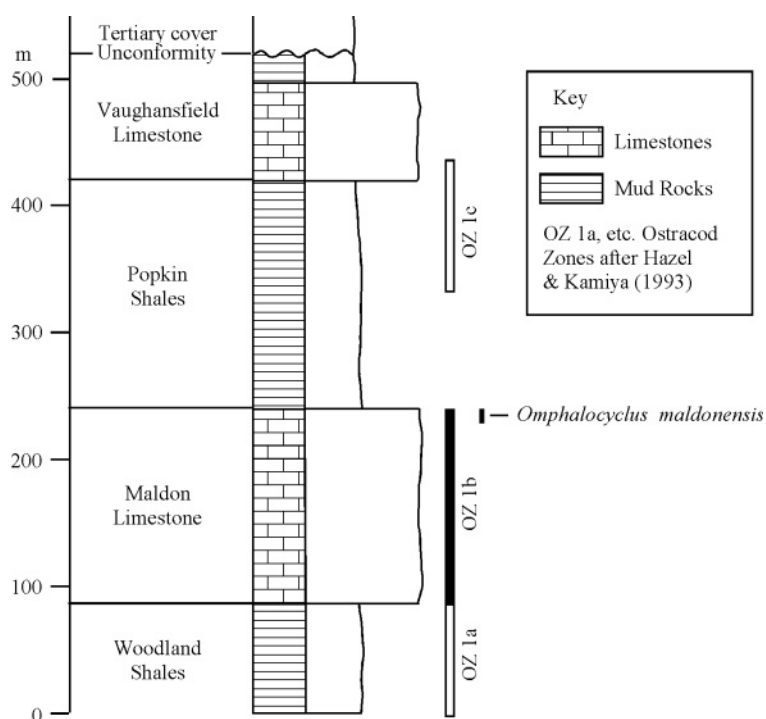 Tertiary cover
m
Unconformity
500
Vaughansfield
Limestone
400
Popkin
Shales
300
200
Maldon
Limestone
100
Woodland
Shales
0
OZ 1c
OZ 1b
OZ 1a
Omphalocyclus maldonensis
Key
Limestones
Mud Rocks
OZ 1a, etc. Ostracod
Zones after Hazel
& Kamiya (1993)